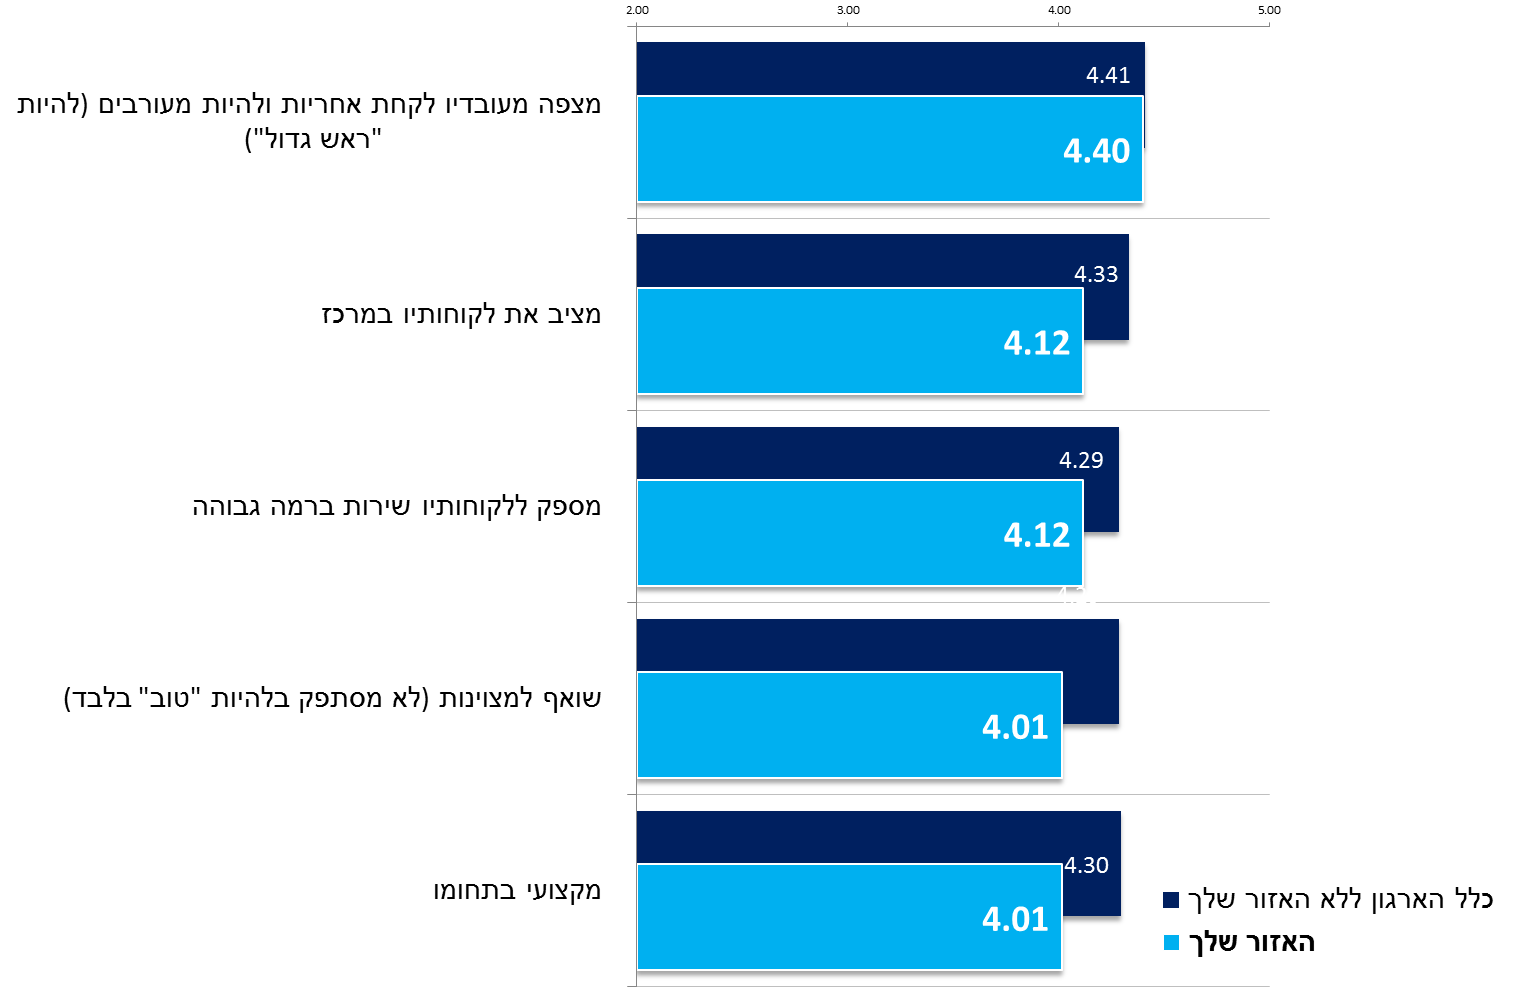 2.00 3.00 4.00 5.00
מצפה מעובדיו לקחת אחריות ולהיות מעורבים (להיות
"ראש גדול")
4.41
4.40
מציב את לקוחותיו במרכז
4.33
4.12
מספק ללקוחותיו שירות ברמה גבוהה
4.29
4.12
שואף למצוינות (לא מסתפק בלהיות "טוב" בלבד)
4.01
מקצועי בתחומו
4.30
4.01
כלל הארגון ללא האזור שלך
האזור שלך